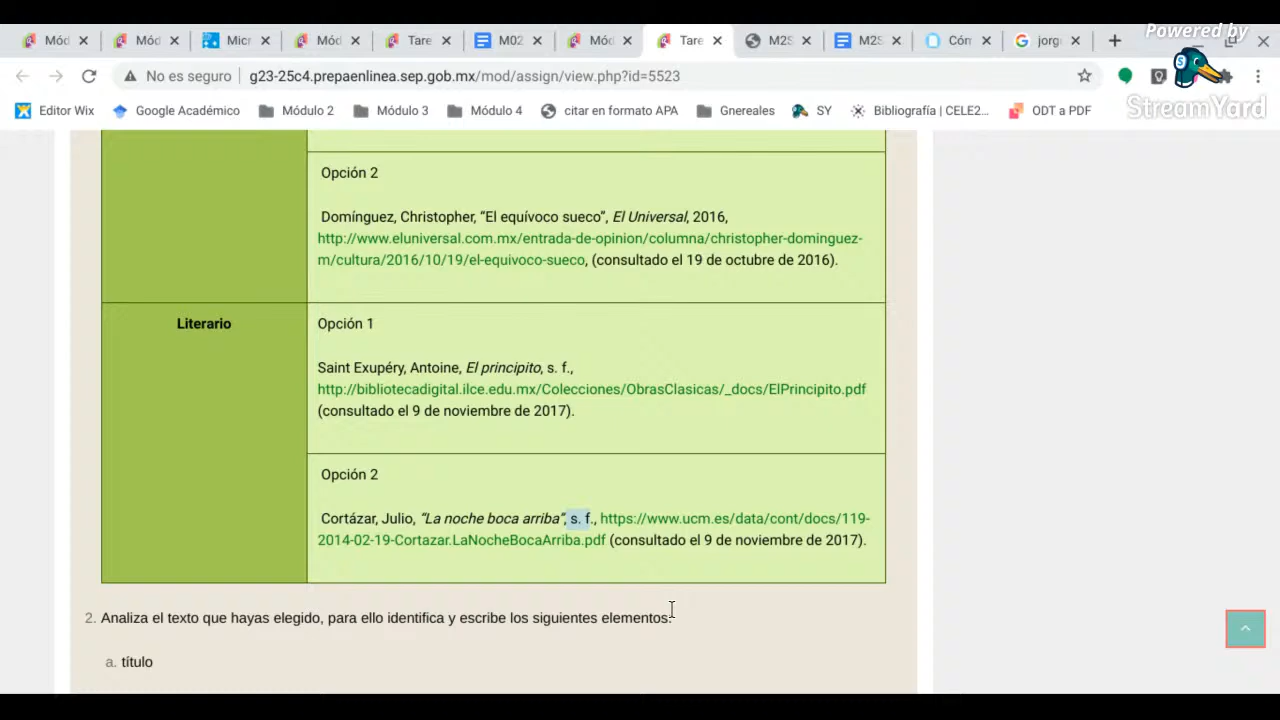 Powered by
Mód Mód Micr Mód Tare M02 Mód Tare M2S M2S Cóm jorg
No es seguro g23-25c4.prepaenlinea.sep.gob.mx/mod/assign/view.php?id=5523
StreamYard
Editor Wix Google Académico Módulo 2 Módulo 3 Módulo 4 citar en formato APA Gnereales SY Bibliografía | CELE2... ODT a PDF
Opción 2
Domínguez, Christopher, “El equívoco sueco”, El Universal, 2016,
http://www.eluniversal.com.mx/entrada-de-opinion/columna/christopher-dominguez-
m/cultura/2016/10/19/el-equivoco-sueco, (consultado el 19 de octubre de 2016).
Literario
Opción 1
Saint Exupéry, Antoine, El principito, s. f.,
http://bibliotecadigital.ilce.edu.mx/Colecciones/ObrasClasicas/_docs/ElPrincipito.pdf
(consultado el 9 de noviembre de 2017).
Opción 2
Cortázar, Julio, “La noche boca arriba”, s. f., https://www.ucm.es/data/cont/docs/119-
2014-02-19-Cortazar.LaNocheBocaArriba.pdf (consultado el 9 de noviembre de 2017).
2. Analiza el texto que hayas elegido, para ello identifica y escribe los siguientes elementos:
a. título